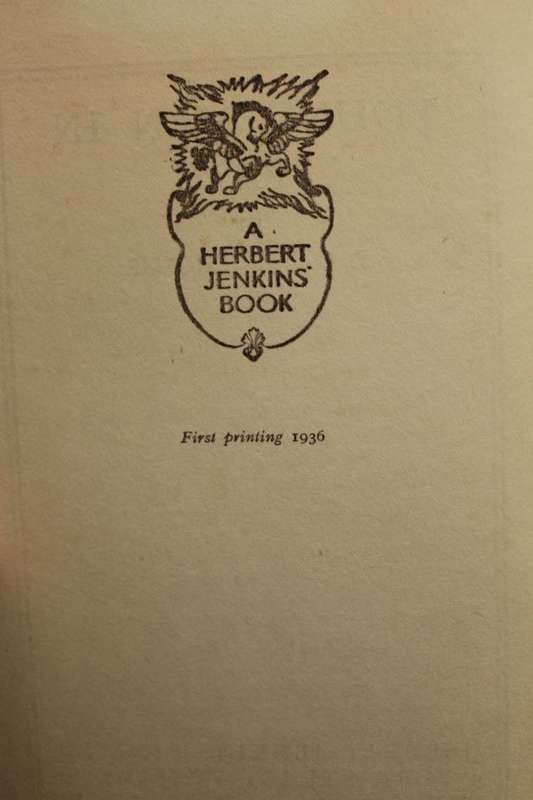 A
HERBERT
JENKINS'
BOOK
First printing 1936